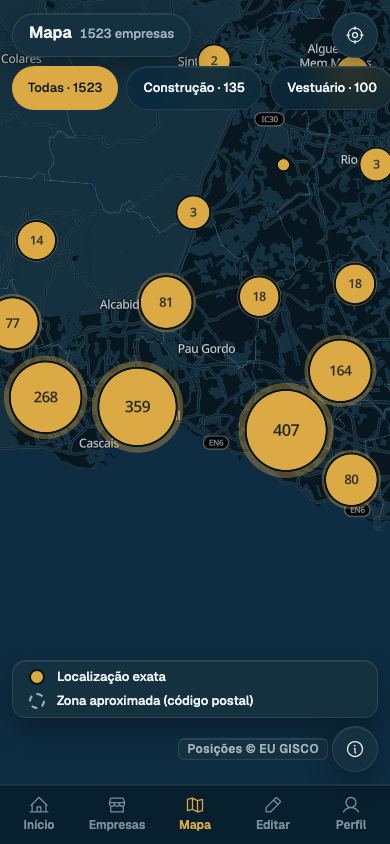 Mapa 1523 empresas
Colares
2
Mem
Todas · 1523
Construção · 135
Vestuário · 100
IC30
Rio
3
3
14
Alcabid
81
18
18
77
Pau Gordo
164
268
359
407
Cascais
EN6
80
EN6
Localização exata
Zona aproximada (código postal)
Posições © EU GISCO
Início
Empresas
Mapa
Editar
Perfil